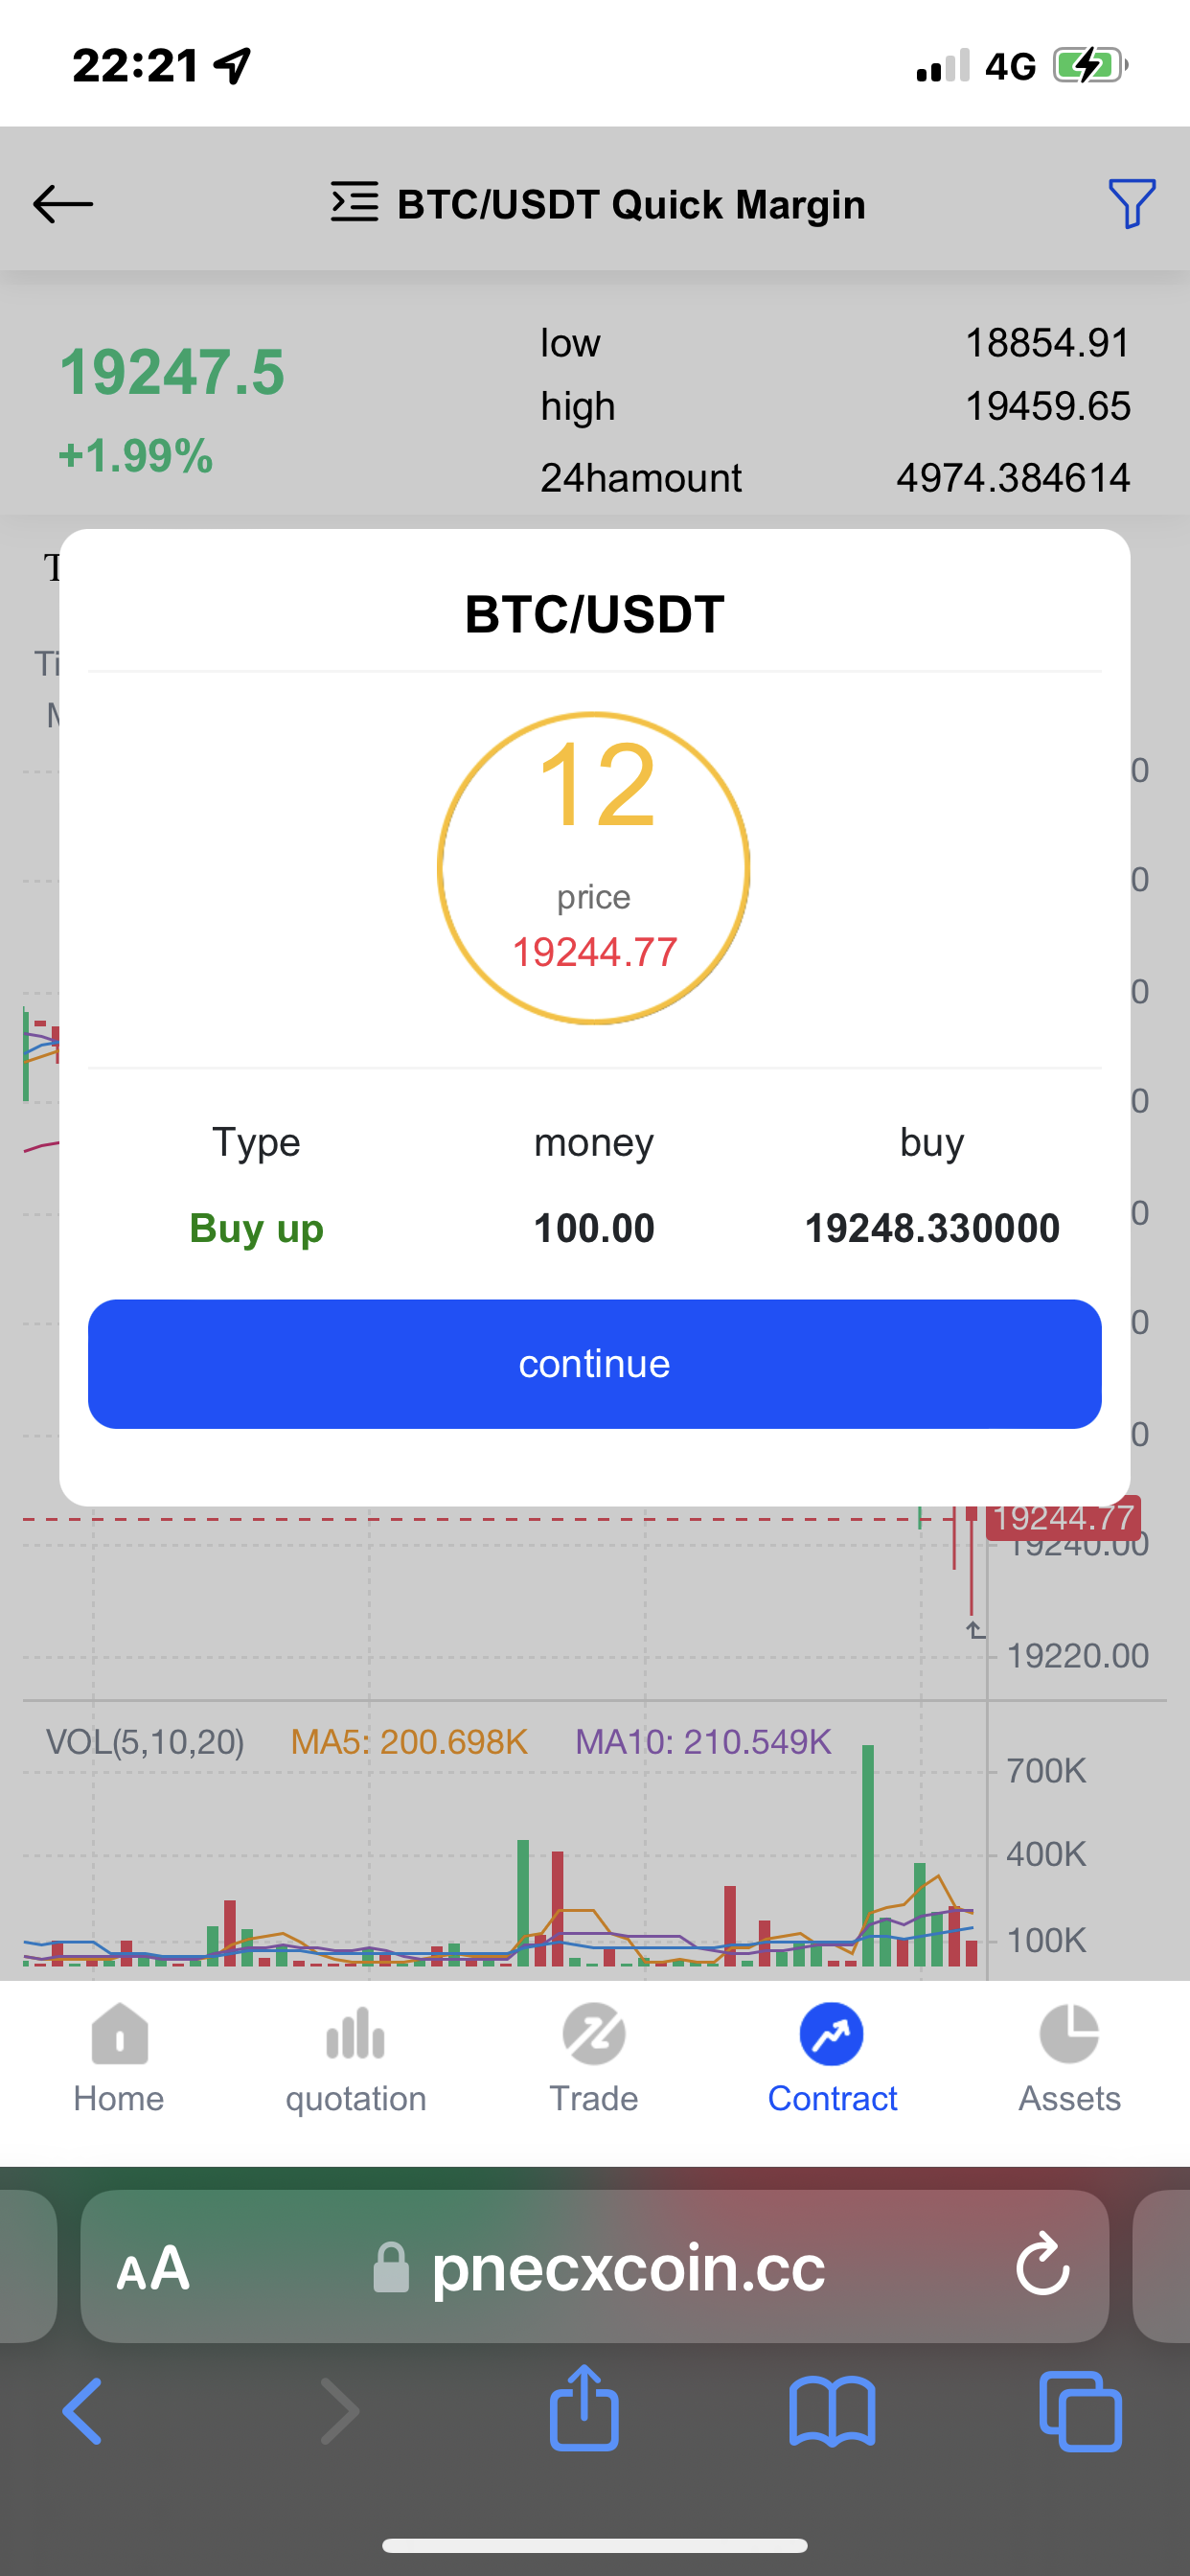 22:21 4G
BTC/USDT Quick Margin
19247.5
+1.99%
low 18854.91
high 19459.65
24hamount 4974.384614
BTC/USDT
12
price
19244.77
Type money buy
Buy up 100.00 19248.330000
continue
19244.77
19240.00
19220.00
VOL(5,10,20) MA5: 200.698K MA10: 210.549K
700K
400K
100K
Home quotation Trade Contract Assets
AA pnecxcoin.cc